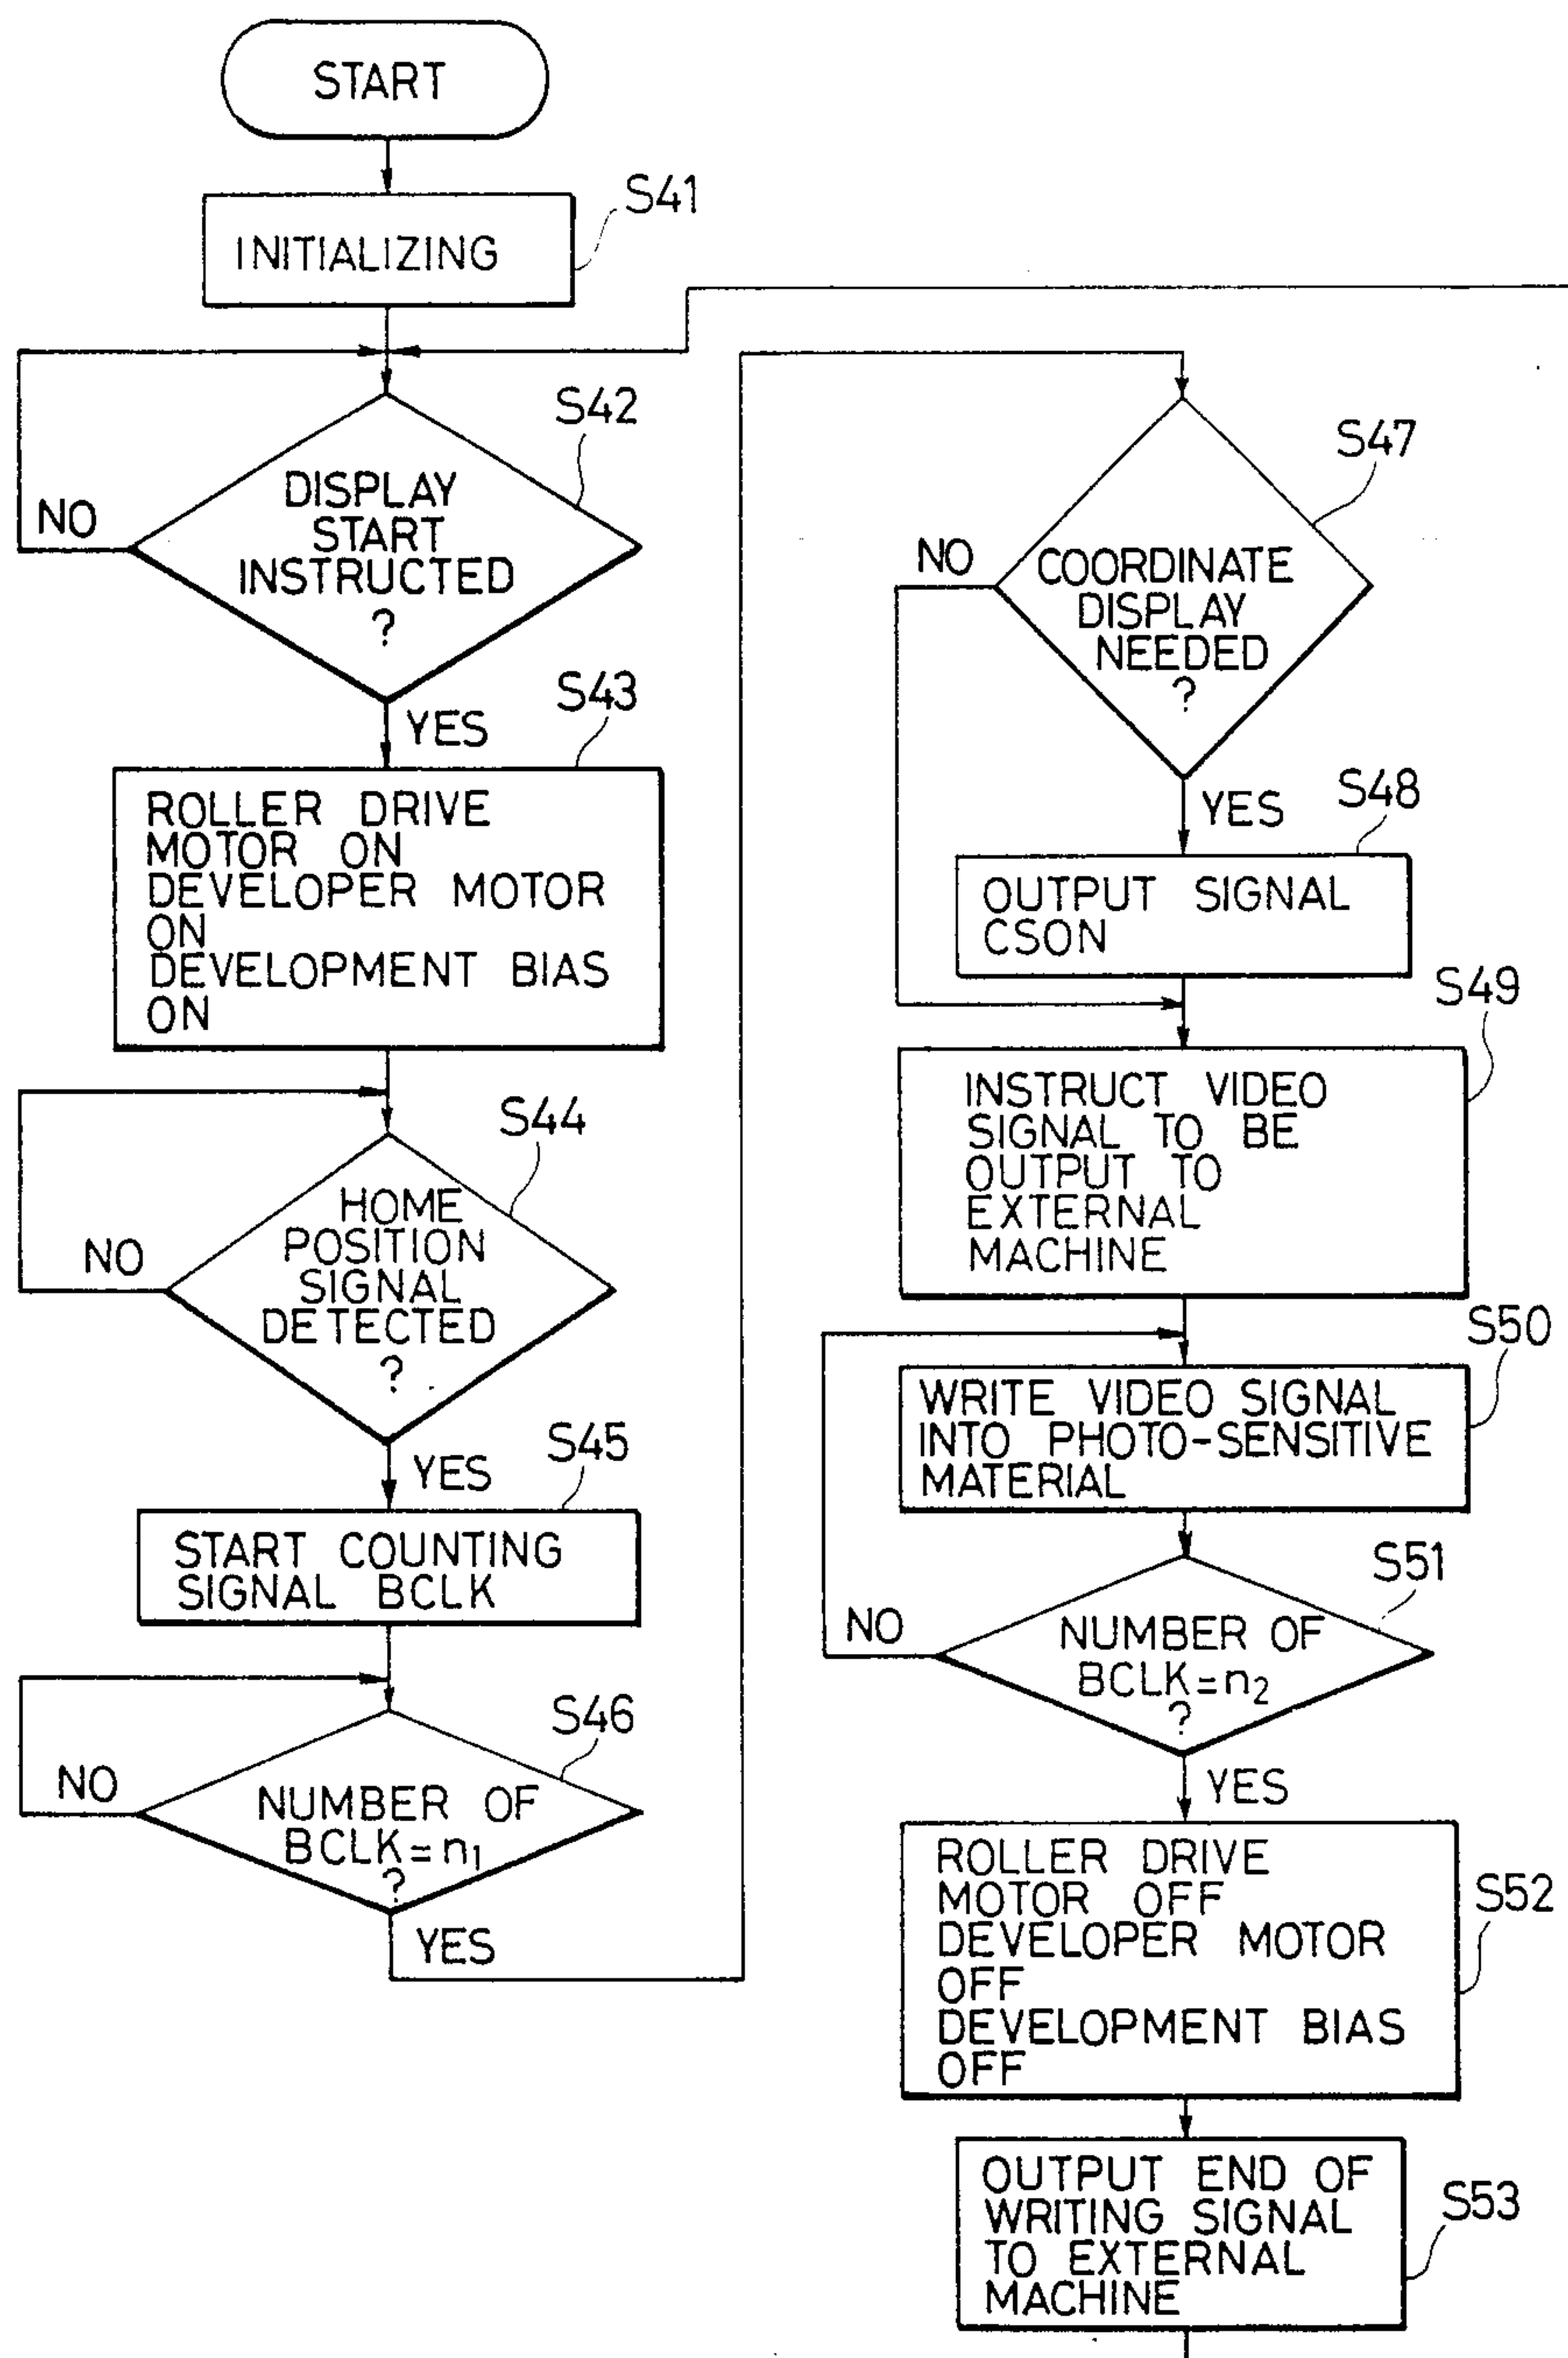 START
S41
INITIALIZING
S42
DISPLAY
START
INSTRUCTED
?
NO
YES
S43
ROLLER DRIVE
MOTOR ON
DEVELOPER MOTOR
ON
DEVELOPMENT BIAS
ON
S44
HOME
POSITION
SIGNAL
DETECTED
?
NO
YES
S45
START COUNTING
SIGNAL BCLK
S46
NUMBER OF
BCLK=n₁
?
NO
YES
S47
COORDINATE
DISPLAY
NEEDED
?
NO
YES
S48
OUTPUT SIGNAL
CSON
S49
INSTRUCT VIDEO
SIGNAL TO BE
OUTPUT TO
EXTERNAL
MACHINE
S50
WRITE VIDEO SIGNAL
INTO PHOTO-SENSITIVE
MATERIAL
S51
NUMBER OF
BCLK=n₂
?
NO
YES
S52
ROLLER DRIVE
MOTOR OFF
DEVELOPER MOTOR
OFF
DEVELOPMENT BIAS
OFF
S53
OUTPUT END OF
WRITING SIGNAL
TO EXTERNAL
MACHINE